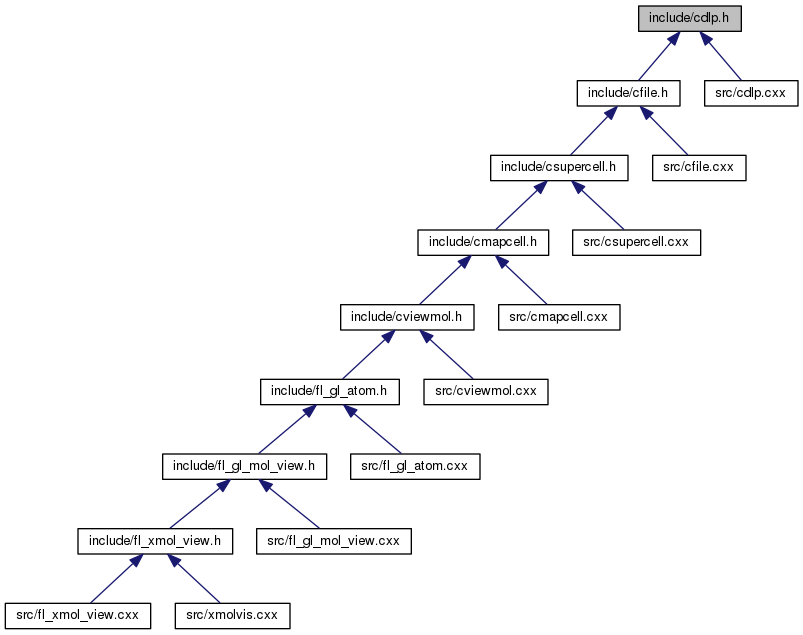 include/cdlp.h
include/cfile.h
src/cdlp.cxx
include/csupercell.h
src/cfile.cxx
include/cmapcell.h
src/csupercell.cxx
include/cviewmol.h
src/cmapcell.cxx
include/fl_gl_atom.h
src/cviewmol.cxx
include/fl_gl_mol_view.h
src/fl_gl_atom.cxx
include/fl_xmol_view.h
src/fl_gl_mol_view.cxx
src/fl_xmol_view.cxx
src/xmolvis.cxx